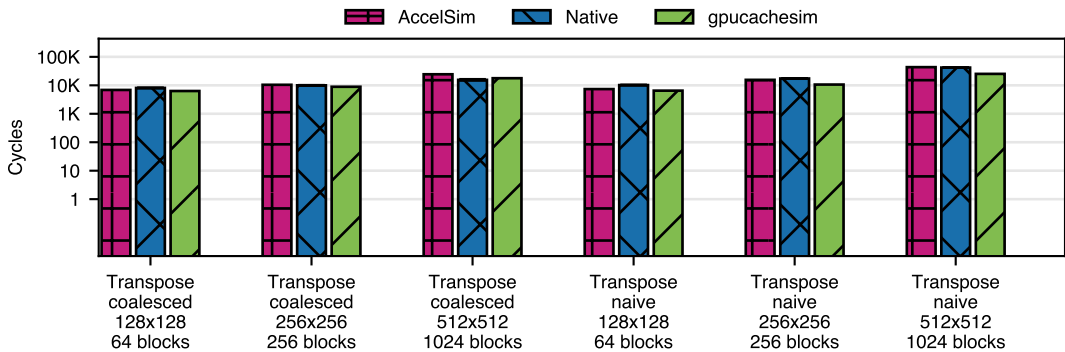 AccelSim Native gpucachesim
Cycles
100K
10K
1K
100
10
1
Transpose
coalesced
128x128
64 blocks
Transpose
coalesced
256x256
256 blocks
Transpose
coalesced
512x512
1024 blocks
Transpose
naive
128x128
64 blocks
Transpose
naive
256x256
256 blocks
Transpose
naive
512x512
1024 blocks